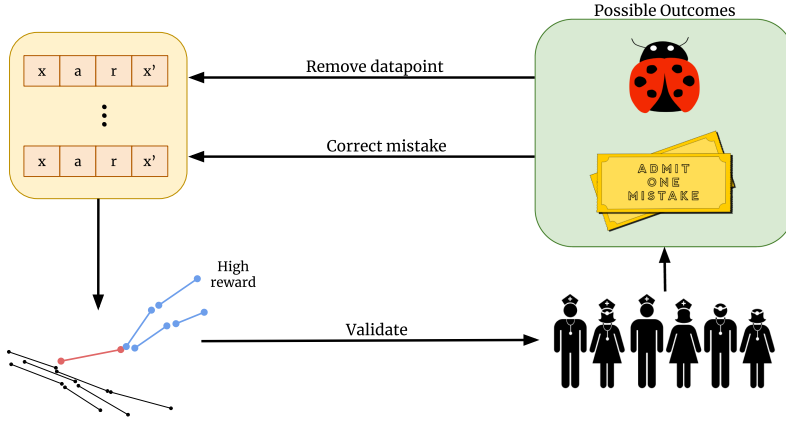 Possible Outcomes
x a r x’
Remove datapoint
Correct mistake
x a r x’
ADMIT
ONE
MISTAKE
High
reward
Validate